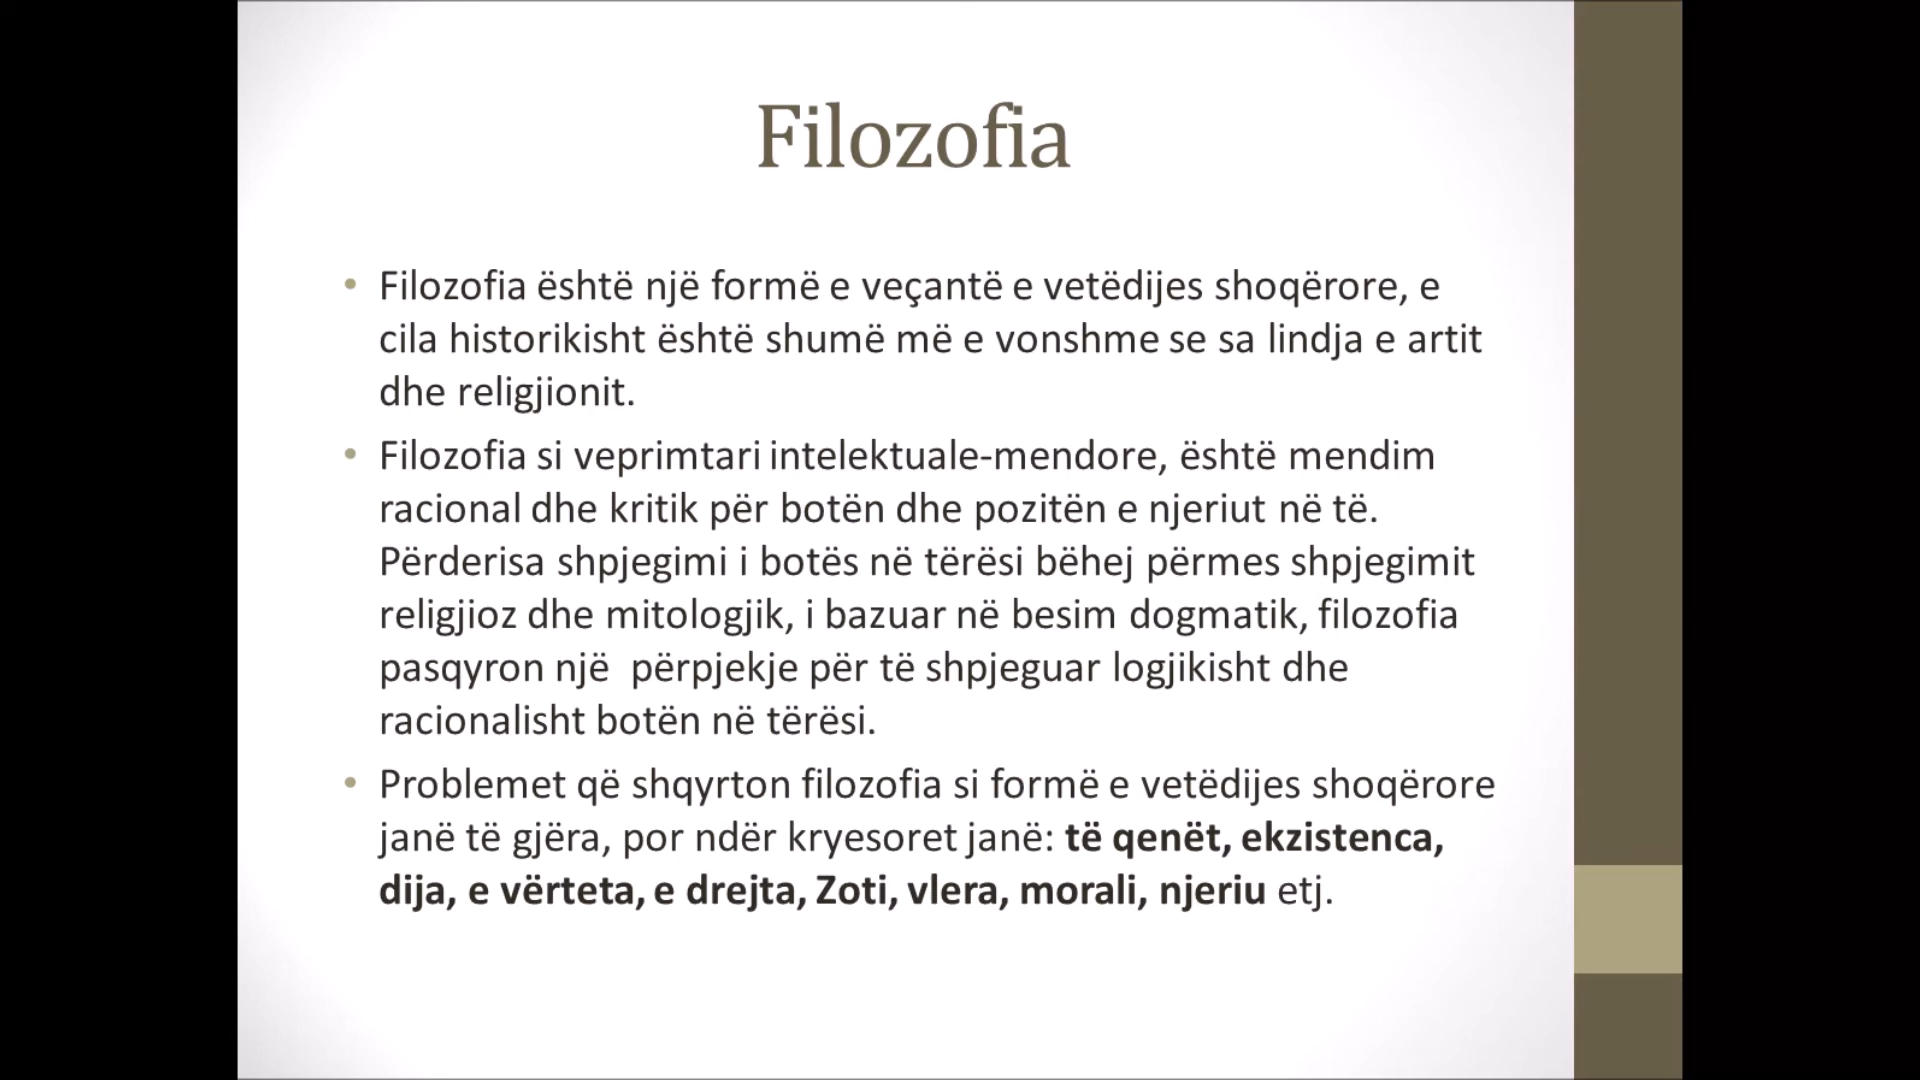 Filozofia
• Filozofia është një formë e veçantë e vetëdijes shoqërore, e
cila historikisht është shumë më e vonshme se sa lindja e artit
dhe religjionit.
• Filozofia si veprimtari intelektuale-mendore, është mendim
racional dhe kritik për botën dhe pozitën e njeriut në të.
Përderisa shpjegimi i botës në tërësi bëhej përmes shpjegimit
religjioz dhe mitologjik, i bazuar në besim dogmatik, filozofia
pasqyron një  përpjekje për të shpjeguar logjikisht dhe
racionalisht botën në tërësi.
• Problemet që shqyrton filozofia si formë e vetëdijes shoqërore
janë të gjëra, por ndër kryesoret janë: të qenët, ekzistenca,
dija, e vërteta, e drejta, Zoti, vlera, morali, njeriu etj.